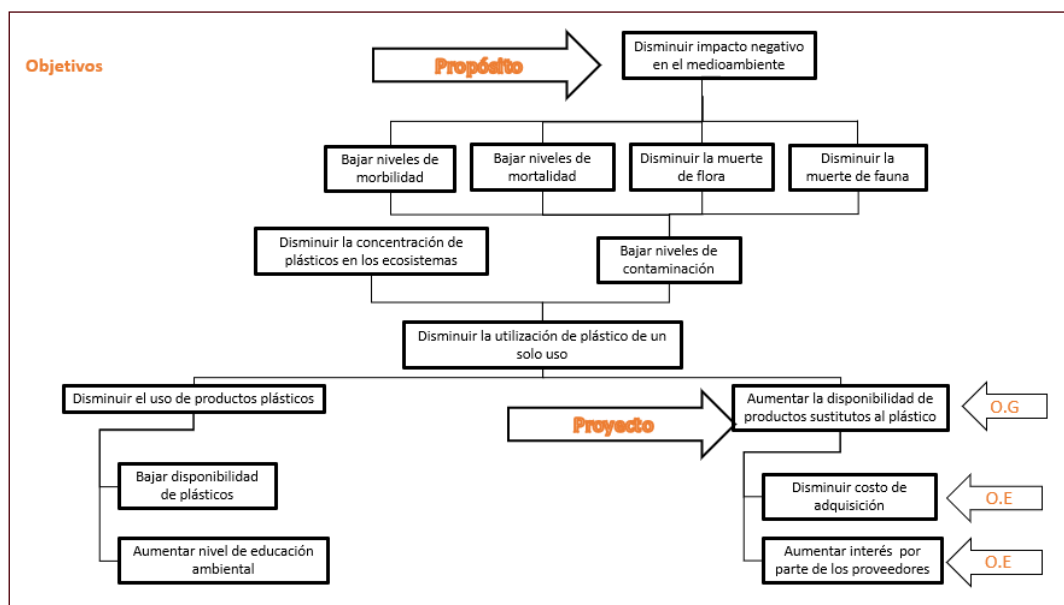 Disminuir impacto negativo
en el medioambiente
Objetivos
Propósito
Bajar niveles de
morbilidad
Bajar niveles de
mortalidad
Disminuir la muerte
de flora
Disminuir la
muerte de fauna
Disminuir la concentración de
plásticos en los ecosistemas
Bajar niveles de
contaminación
Disminuir la utilización de plástico de un
solo uso
Disminuir el uso de productos plásticos
Proyecto
Aumentar la disponibilidad de
productos sustitutos al plástico
O.G
Bajar disponibilidad
de plásticos
Disminuir costo de
adquisición
O.E
Aumentar nivel de educación
ambiental
Aumentar interés por
parte de los proveedores
O.E